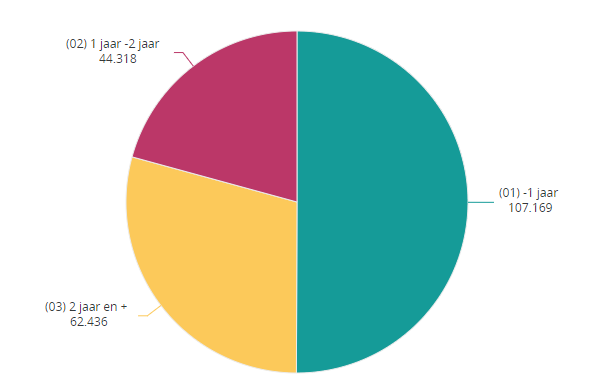 (02) 1 jaar -2 jaar
44.318
(01) -1 jaar
107.169
(03) 2 jaar en +
62.436